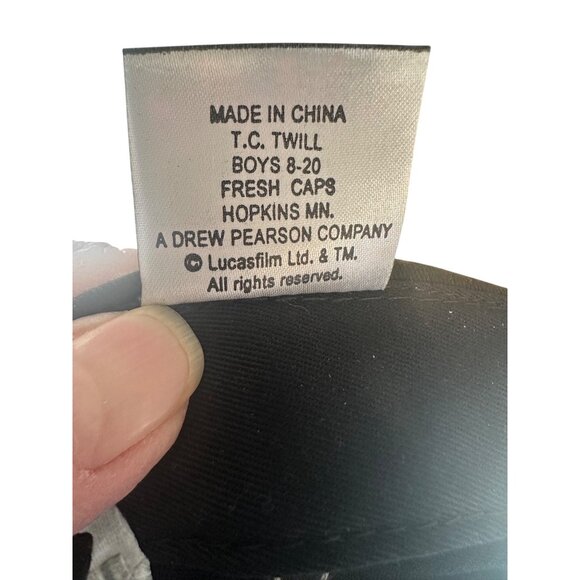 MADE IN CHINA
T.C. TWILL
BOYS 8-20
FRESH CAPS
HOPKINS MN.
A DREW PEARSON COMPANY
© Lucasfilm Ltd. & TM.
All rights reserved.